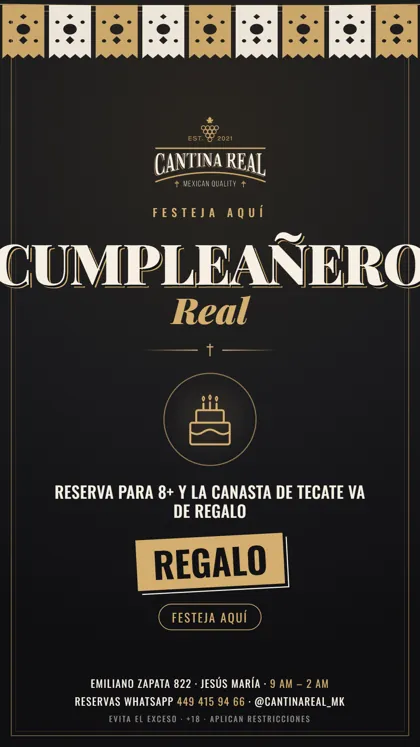 EST. 2021
CANTINA REAL
† MEXICAN QUALITY †
FESTEJA AQUÍ
CUMPLEAÑERO
Real
†
RESERVA PARA 8+ Y LA CANASTA DE TECATE VA
DE REGALO
REGALO
FESTEJA AQUÍ
EMILIANO ZAPATA 822 · JESÚS MARÍA · 9 AM – 2 AM
RESERVAS WHATSAPP 449 415 94 66 · @CANTINAREAL_MK
EVITA EL EXCESO · +18 · APLICAN RESTRICCIONES